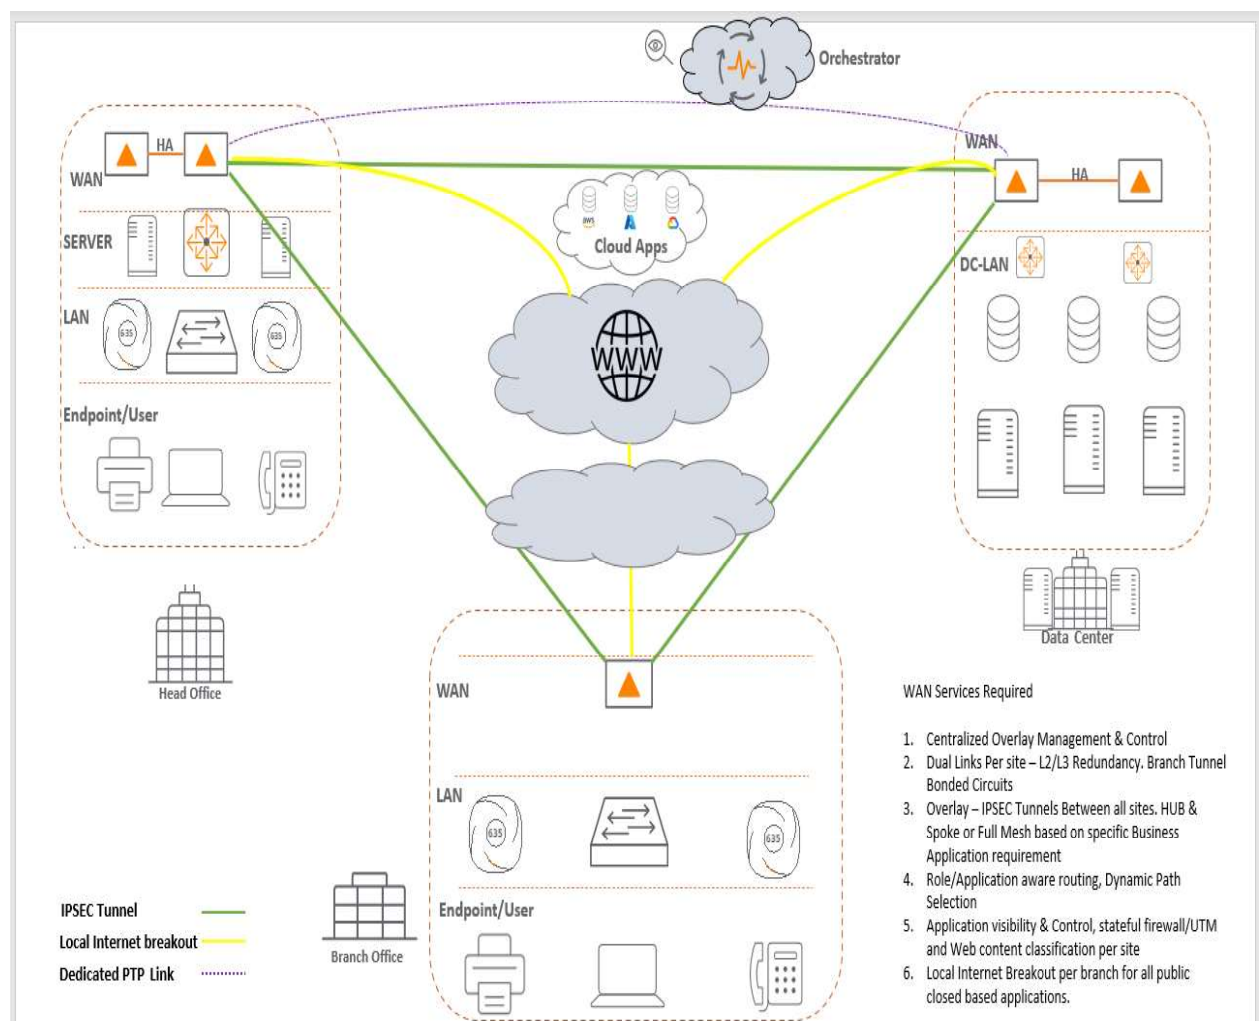 Orchestrator
HA
WAN
SERVER
LAN
635
635
Endpoint/User
Head Office
aws
Cloud Apps
WWW
WAN
HA
DC-LAN
Data Center
WAN
LAN
635
635
Endpoint/User
Branch Office
IPSEC Tunnel
Local Internet breakout
Dedicated PTP Link
WAN Services Required
1. Centralized Overlay Management & Control
2. Dual Links Per site – L2/L3 Redundancy. Branch Tunnel
Bonded Circuits
3. Overlay – IPSEC Tunnels Between all sites. HUB &
Spoke or Full Mesh based on specific Business
Application requirement
4. Role/Application aware routing, Dynamic Path
Selection
5. Application visibility & Control, stateful firewall/UTM
and Web content classification per site
6. Local Internet Breakout per branch for all public
closed based applications.